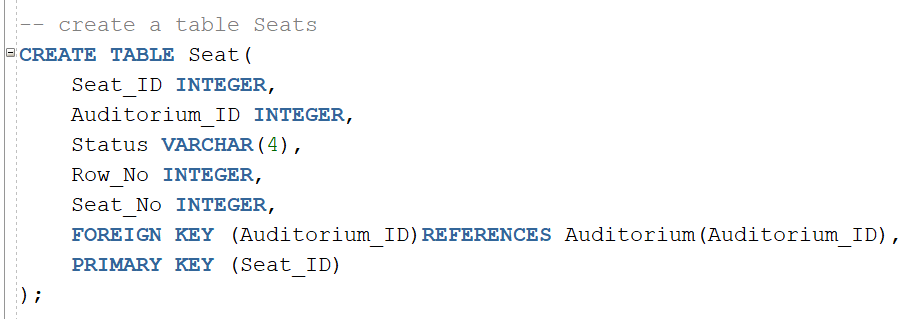 -- create a table Seats
CREATE TABLE Seat(
    Seat_ID INTEGER,
    Auditorium_ID INTEGER,
    Status VARCHAR(4),
    Row_No INTEGER,
    Seat_No INTEGER,
    FOREIGN KEY (Auditorium_ID)REFERENCES Auditorium(Auditorium_ID),
    PRIMARY KEY (Seat_ID)
);